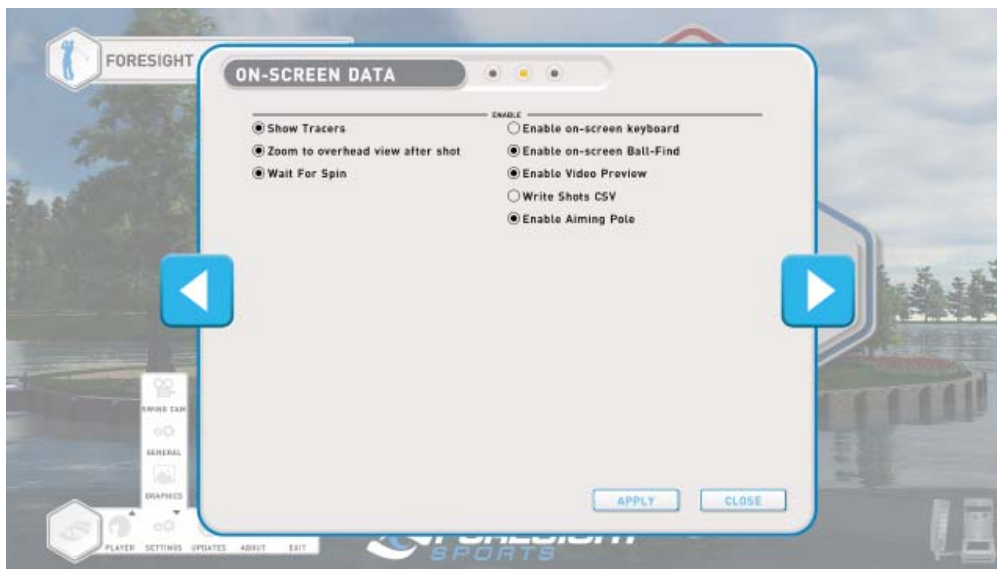 FORESIGHT
ON-SCREEN DATA
ENABLE
Show Tracers
Zoom to overhead view after shot
Wait For Spin
Enable on-screen keyboard
Enable on-screen Ball-Find
Enable Video Preview
Write Shots CSV
Enable Aiming Pole
SWING CAM
GENERAL
GRAPHICS
APPLY CLOSE
PLAYER SETTINGS UPDATES ABOUT EXIT
FORESIGHT
SPORTS